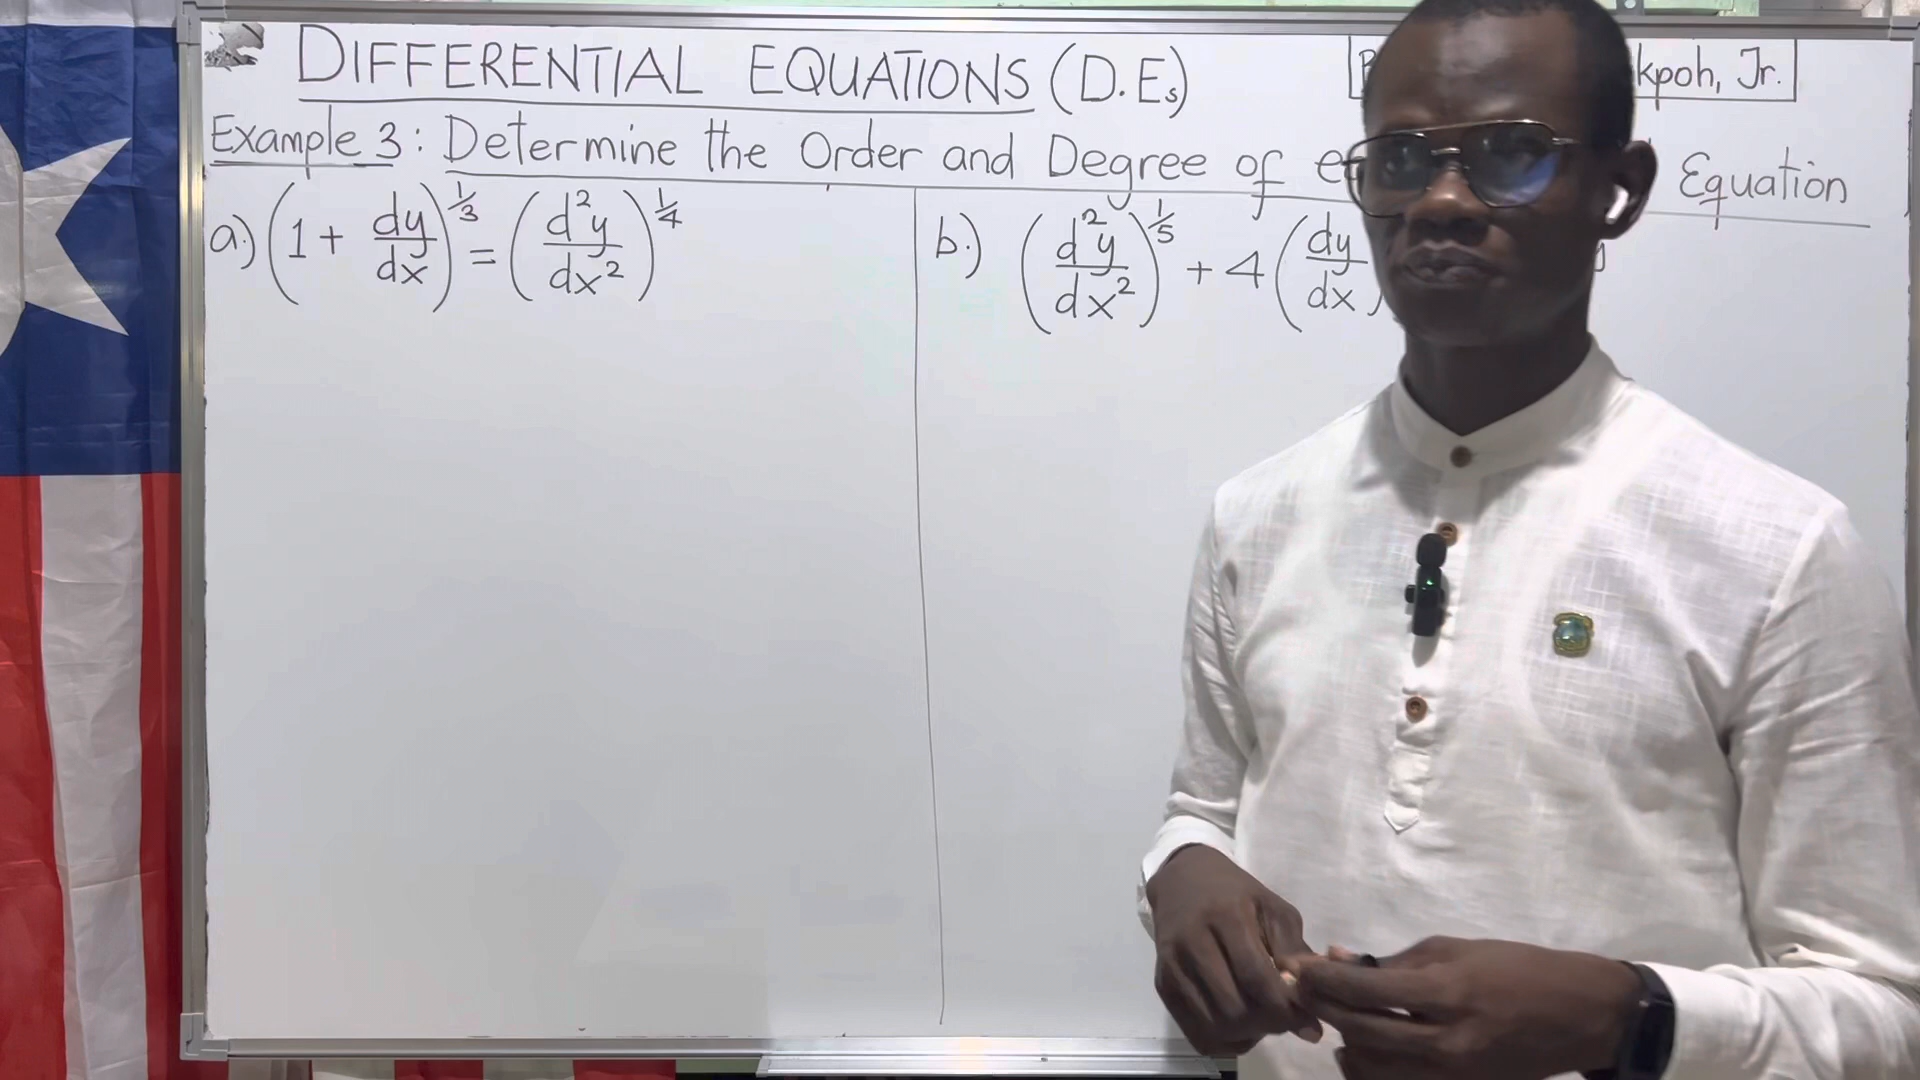 DIFFERENTIAL EQUATIONS (D.Es)
kpoh, Jr.
Example 3: Determine the Order and Degree of Equation
a.) (1 + dy/dx)^1/3 = (d²y/dx²)^1/4
b.) (d²y/dx²)^1/5 + 4(dy/dx)